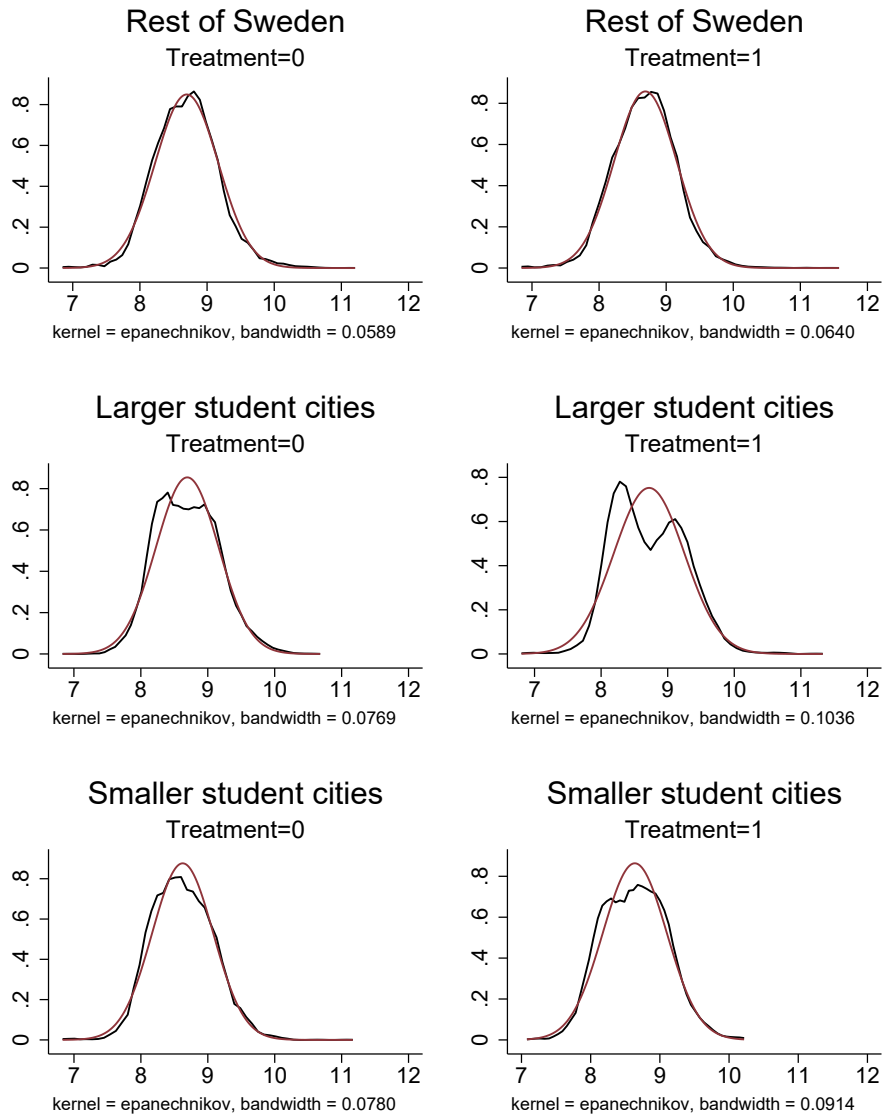 Rest of Sweden
Treatment=0
0 .2 .4 .6 .8
7 8 9 10 11 12
kernel = epanechnikov, bandwidth = 0.0589
Rest of Sweden
Treatment=1
0 .2 .4 .6 .8
7 8 9 10 11 12
kernel = epanechnikov, bandwidth = 0.0640
Larger student cities
Treatment=0
0 .2 .4 .6 .8
7 8 9 10 11 12
kernel = epanechnikov, bandwidth = 0.0769
Larger student cities
Treatment=1
0 .2 .4 .6 .8
7 8 9 10 11 12
kernel = epanechnikov, bandwidth = 0.1036
Smaller student cities
Treatment=0
0 .2 .4 .6 .8
7 8 9 10 11 12
kernel = epanechnikov, bandwidth = 0.0780
Smaller student cities
Treatment=1
0 .2 .4 .6 .8
7 8 9 10 11 12
kernel = epanechnikov, bandwidth = 0.0914